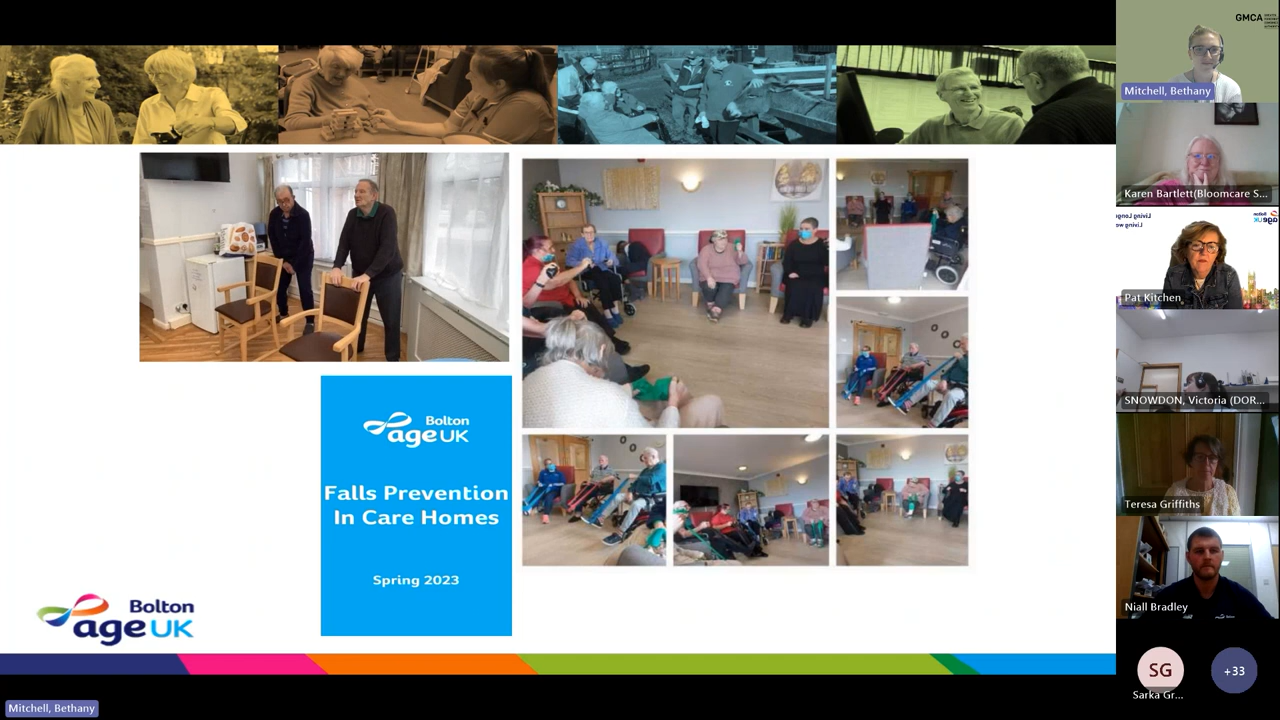 Bolton
age UK
Falls Prevention
In Care Homes
Spring 2023
Bolton
age UK
Mitchell, Bethany
GMCA
Mitchell, Bethany
Karen Bartlett(Bloomcare S...
Bolton
age UK
Pat Kitchen
SNOWDON, Victoria (DOR...
Teresa Griffiths
Niall Bradley
SG
Sarka Gr...
+33